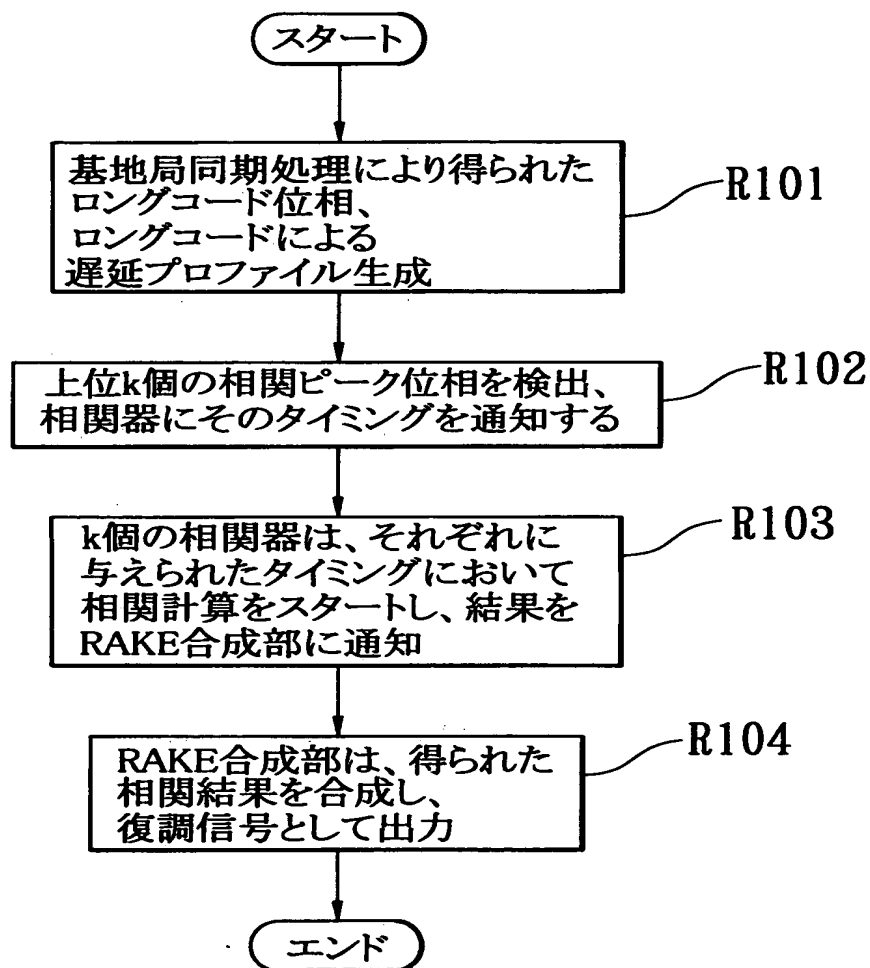 スタート
基地局同期処理により得られた
ロングコード位相、
ロングコードによる
遅延プロファイル生成
R101
上位k個の相関ピーク位相を検出、
相関器にそのタイミングを通知する
R102
k個の相関器は、それぞれに
与えられたタイミングにおいて
相関計算をスタートし、結果を
RAKE合成部に通知
R103
RAKE合成部は、得られた
相関結果を合成し、
復調信号として出力
R104
エンド